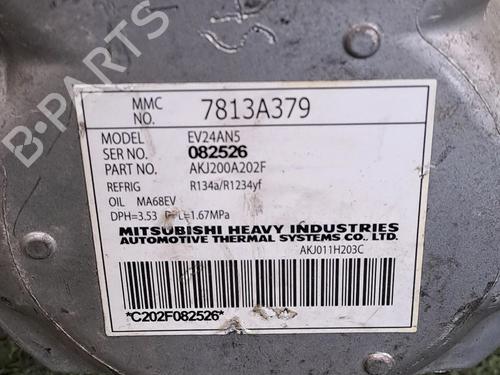 B-PARTS
MMC NO. 7813A379
MODEL EV24AN5
SER NO. 082526
PART NO. AKJ200A202F
REFRIG R134a/R1234yf
OIL MA68EV
DPH=3.53 =1.67MPa
MITSUBISHI HEAVY INDUSTRIES
AUTOMOTIVE THERMAL SYSTEMS CO., LTD.
AKJ011H203C
*C202F082526*